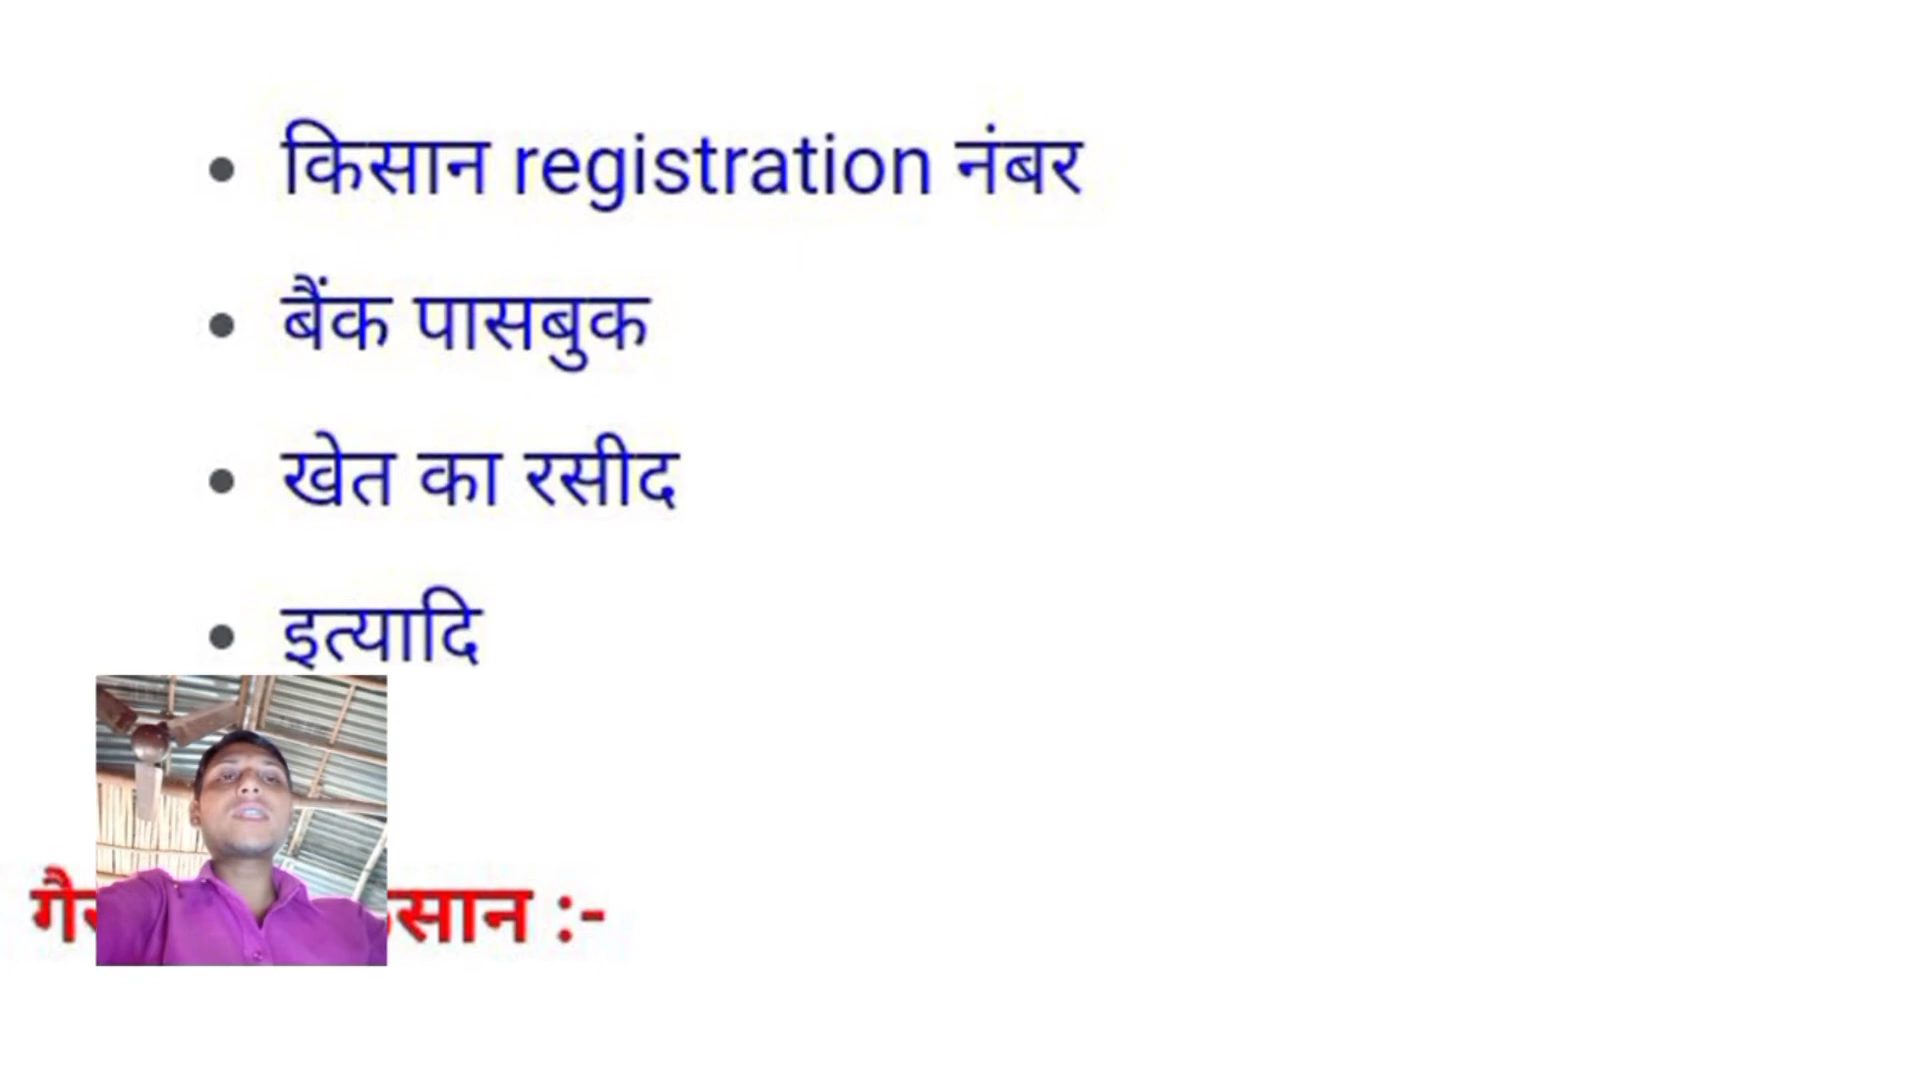 किसान registration नंबर
बैंक पासबुक
खेत का रसीद
इत्यादि
:-